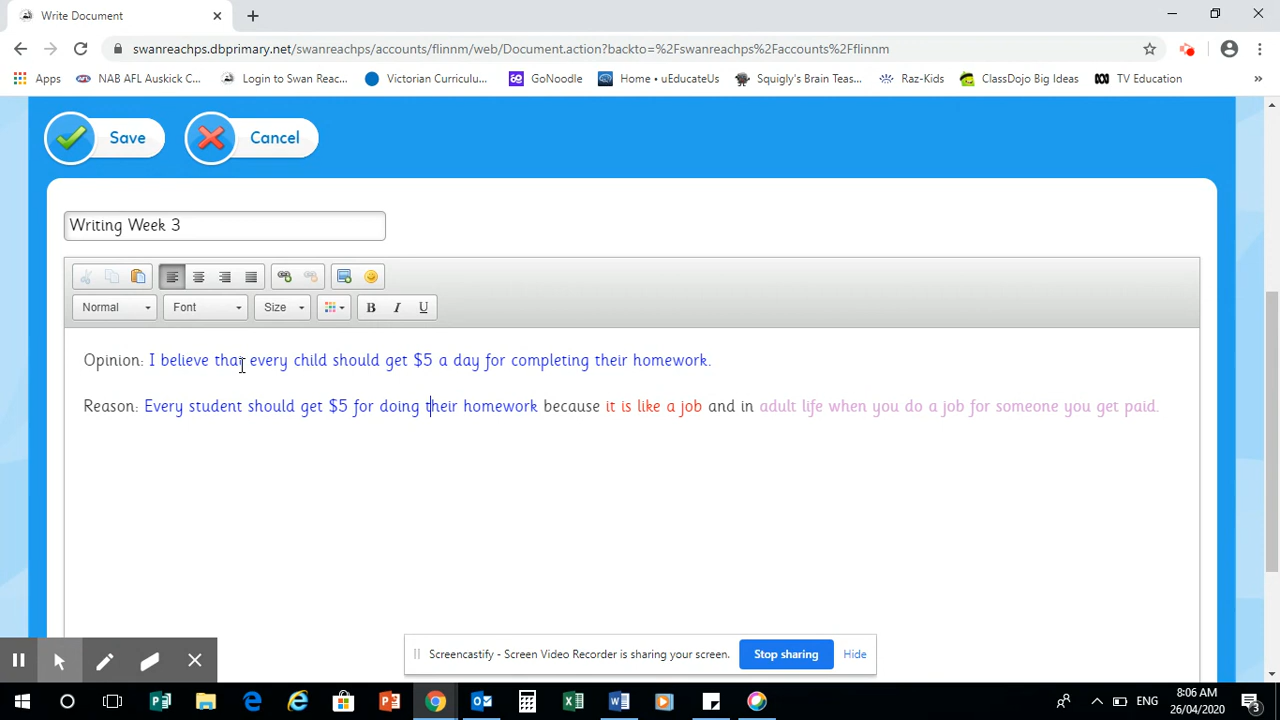 Write Document
swanreachps.dbprimary.net/swanreachps/accounts/flinnm/web/Document.action?backto=%2Fswanreachps%2Faccounts%2Fflinnm
Apps NAB AFL Auskick C... Login to Swan Reac... Victorian Curriculu... GoNoodle Home • uEducateUs Squigly's Brain Teas... Raz-Kids ClassDojo Big Ideas TV Education
Save Cancel
Writing Week 3
Normal Font Size B I U
Opinion: I believe that every child should get $5 a day for completing their homework.
Reason: Every student should get $5 for doing their homework because it is like a job and in adult life when you do a job for someone you get paid.
Screencastify - Screen Video Recorder is sharing your screen. Stop sharing Hide
ENG
8:06 AM
26/04/2020
3